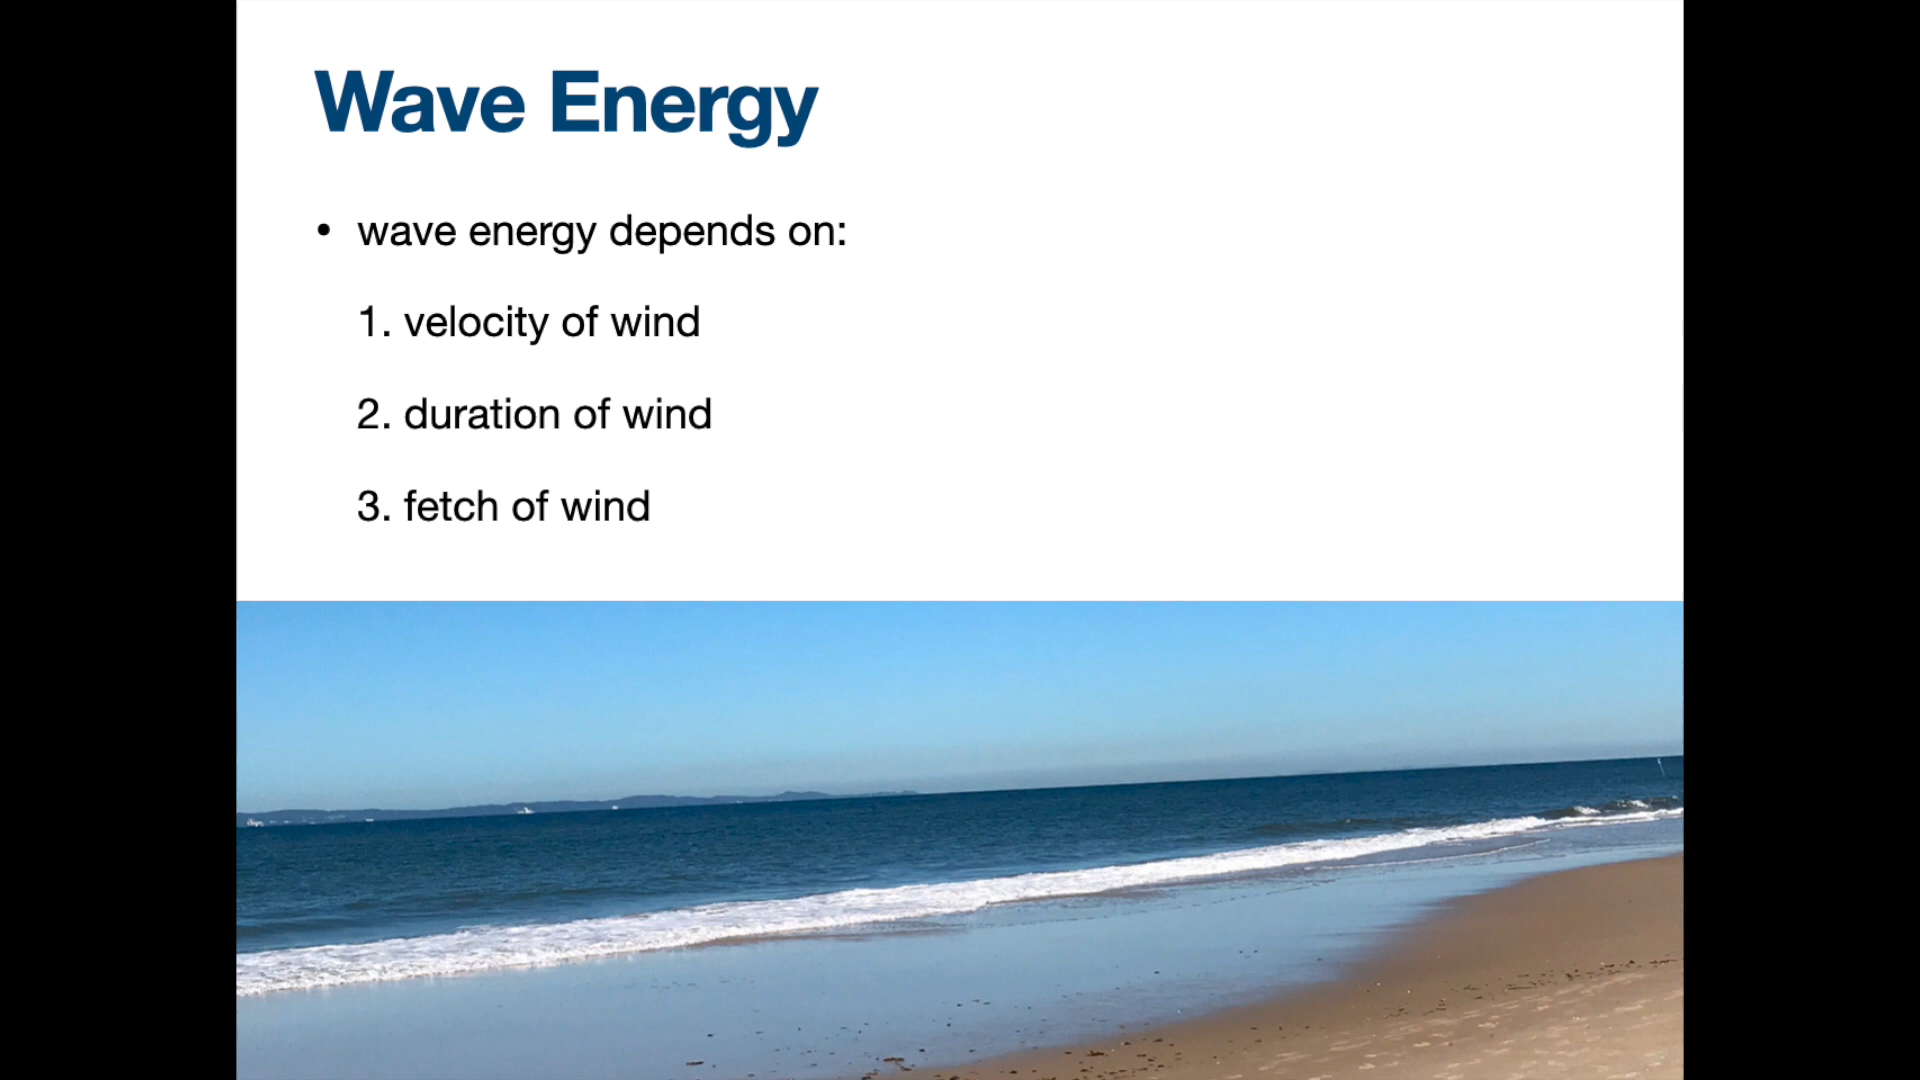 Wave Energy
• wave energy depends on:
1. velocity of wind
2. duration of wind
3. fetch of wind